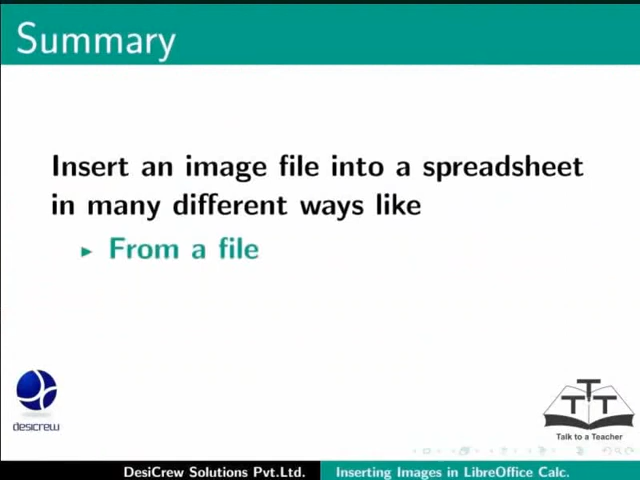 Summary
Insert an image file into a spreadsheet
in many different ways like
From a file
desicrew
TTT
Talk to a Teacher
DesiCrew Solutions Pvt.Ltd.
Inserting Images in LibreOffice Calc.